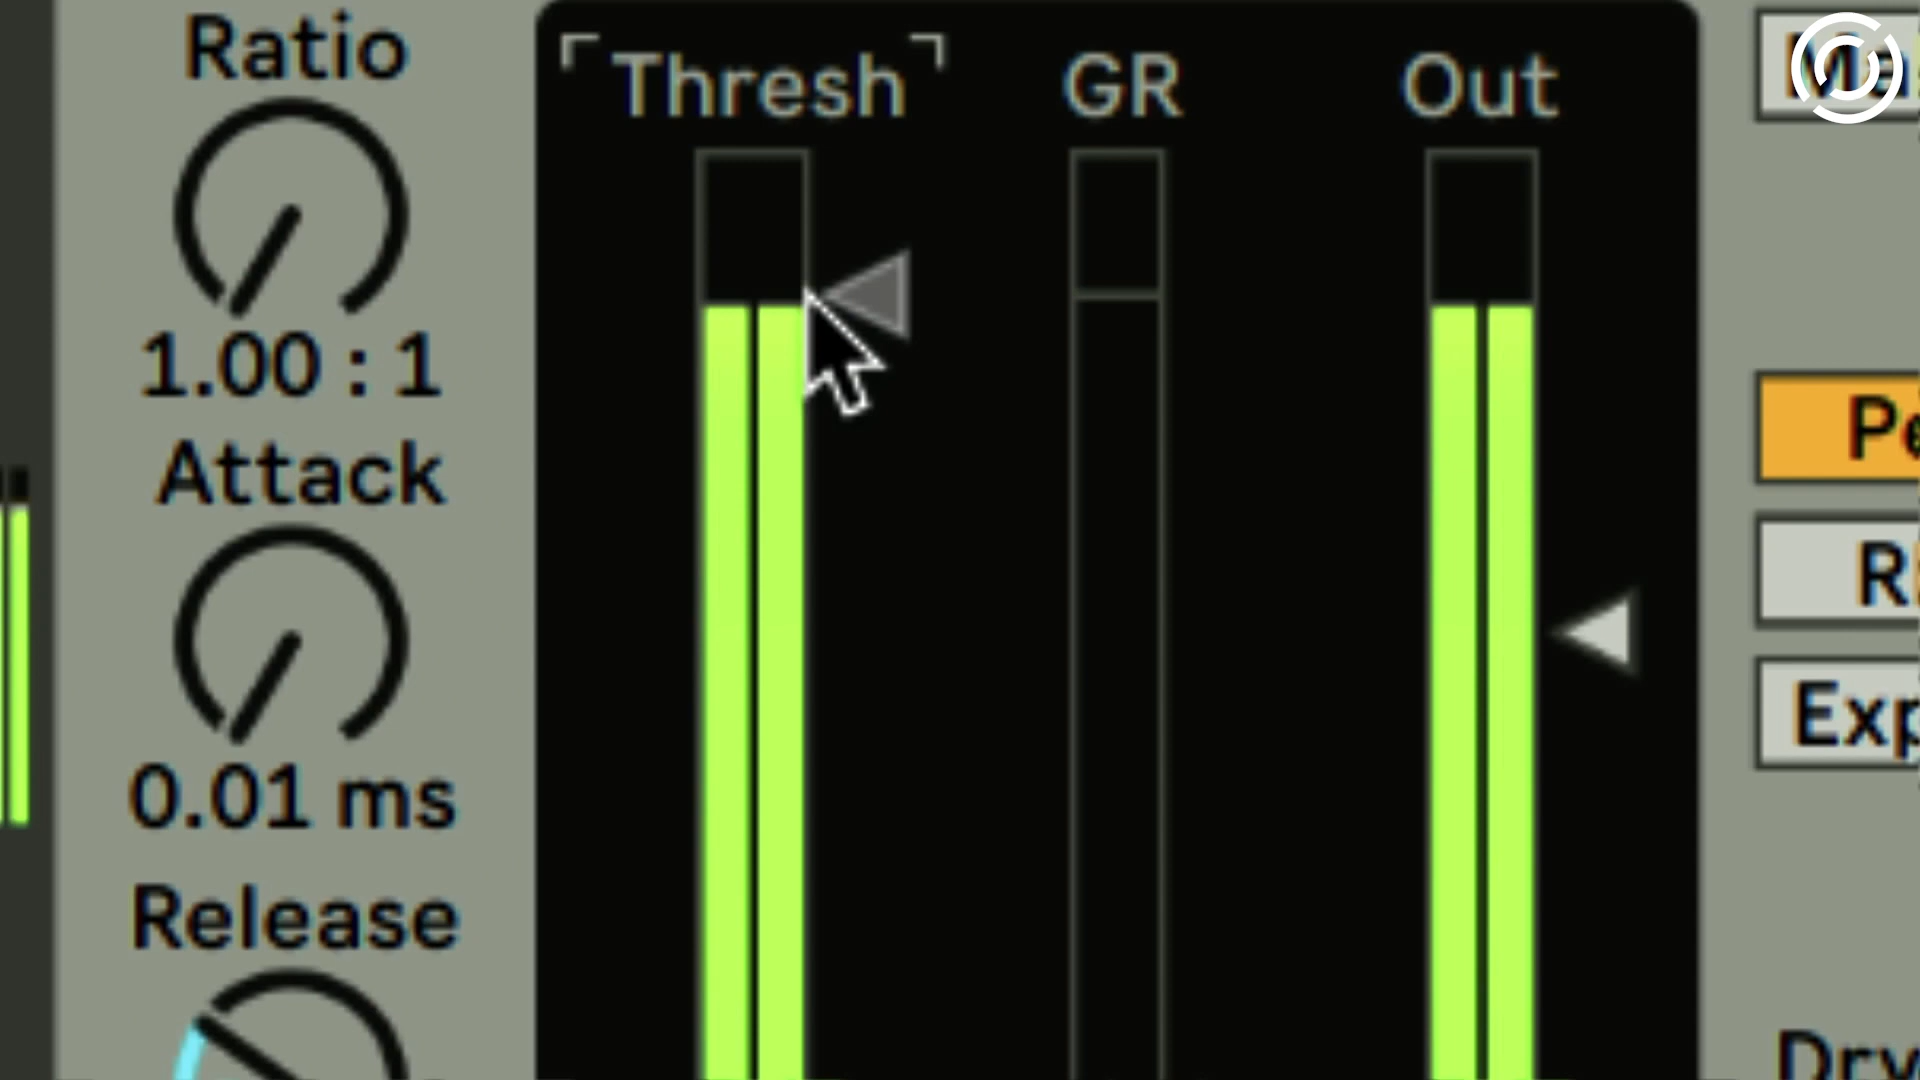 Ratio
1.00 : 1
Attack
0.01 ms
Release
Thresh
GR
Out